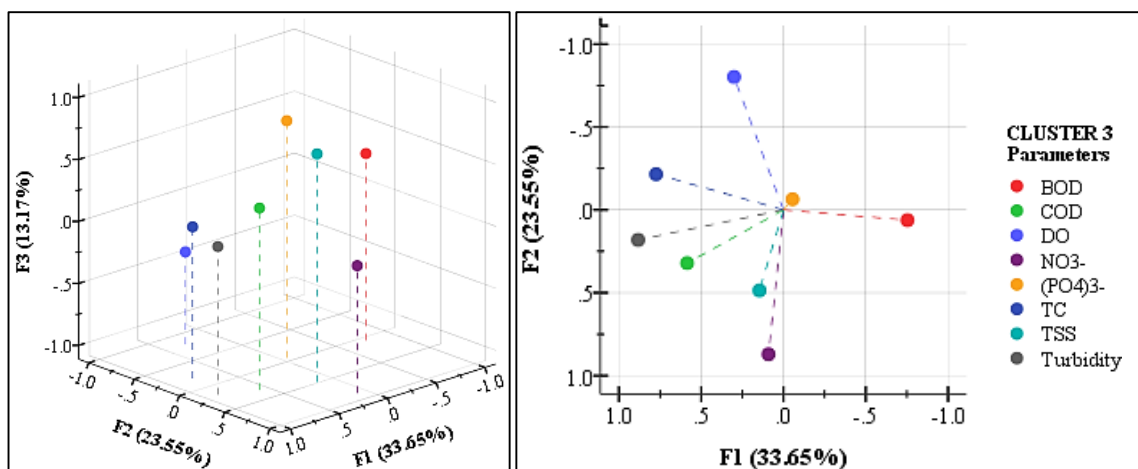 1.0
.5
.0
-.5
-1.0
F3 (13.17%)
-1.0
-.5
.0
.5
1.0
F2 (23.55%)
1.0
.5
.0
-.5
-1.0
F1 (33.65%)
-1.0
-.5
.0
.5
1.0
F2 (23.55%)
1.0
.5
.0
-.5
-1.0
F1 (33.65%)
CLUSTER 3
Parameters
BOD
COD
DO
NO3-
(PO4)3-
TC
TSS
Turbidity